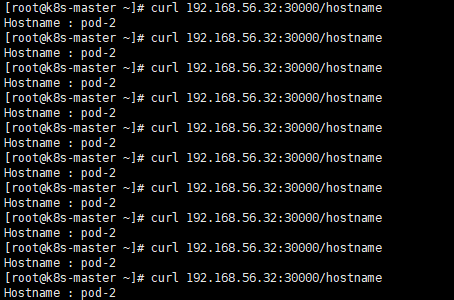 [root@k8s-master ~]# curl 192.168.56.32:30000/hostname
Hostname : pod-2
[root@k8s-master ~]# curl 192.168.56.32:30000/hostname
Hostname : pod-2
[root@k8s-master ~]# curl 192.168.56.32:30000/hostname
Hostname : pod-2
[root@k8s-master ~]# curl 192.168.56.32:30000/hostname
Hostname : pod-2
[root@k8s-master ~]# curl 192.168.56.32:30000/hostname
Hostname : pod-2
[root@k8s-master ~]# curl 192.168.56.32:30000/hostname
Hostname : pod-2
[root@k8s-master ~]# curl 192.168.56.32:30000/hostname
Hostname : pod-2
[root@k8s-master ~]# curl 192.168.56.32:30000/hostname
Hostname : pod-2
[root@k8s-master ~]# curl 192.168.56.32:30000/hostname
Hostname : pod-2
[root@k8s-master ~]# curl 192.168.56.32:30000/hostname
Hostname : pod-2